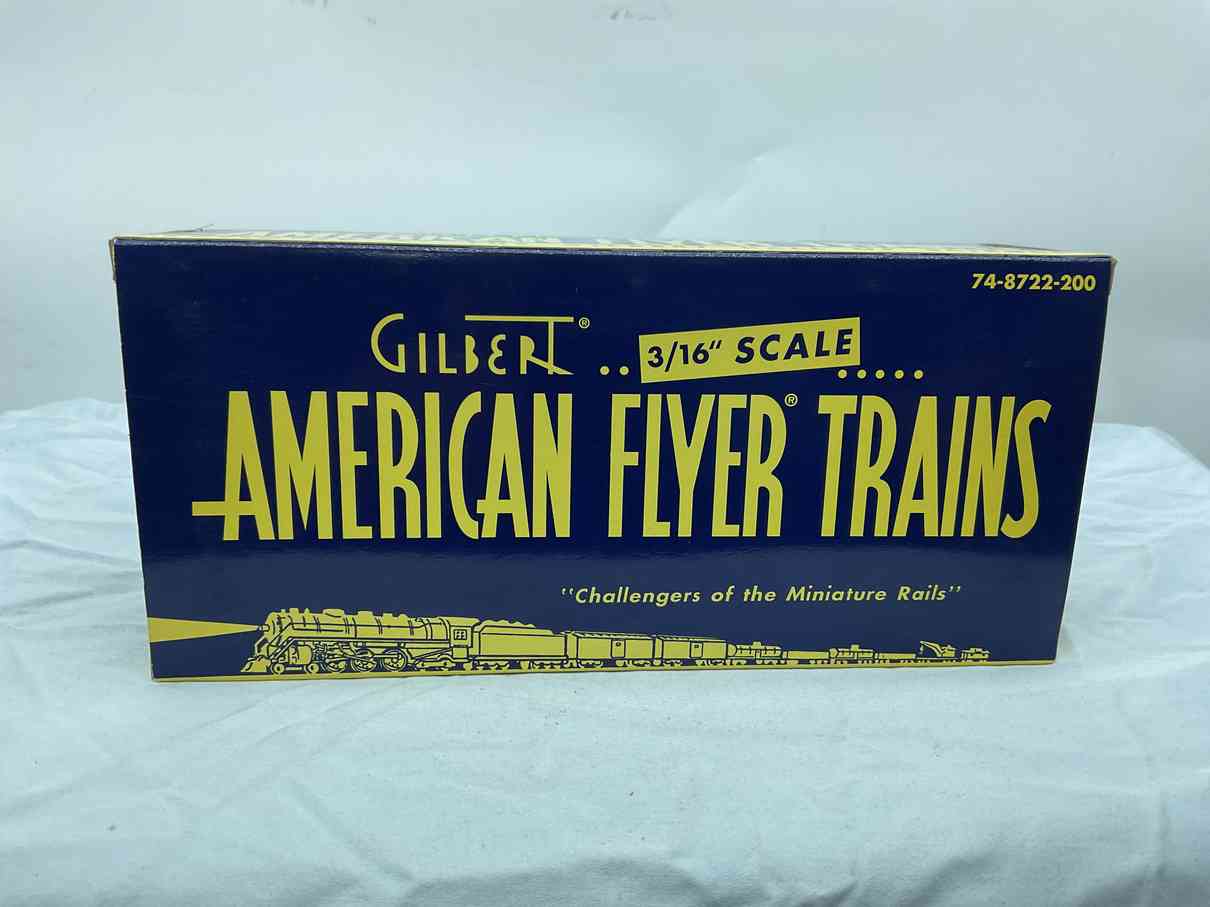 74-8722-200
GILBERT® .. 3/16" SCALE .....
AMERICAN FLYER® TRAINS
"Challengers of the Miniature Rails"